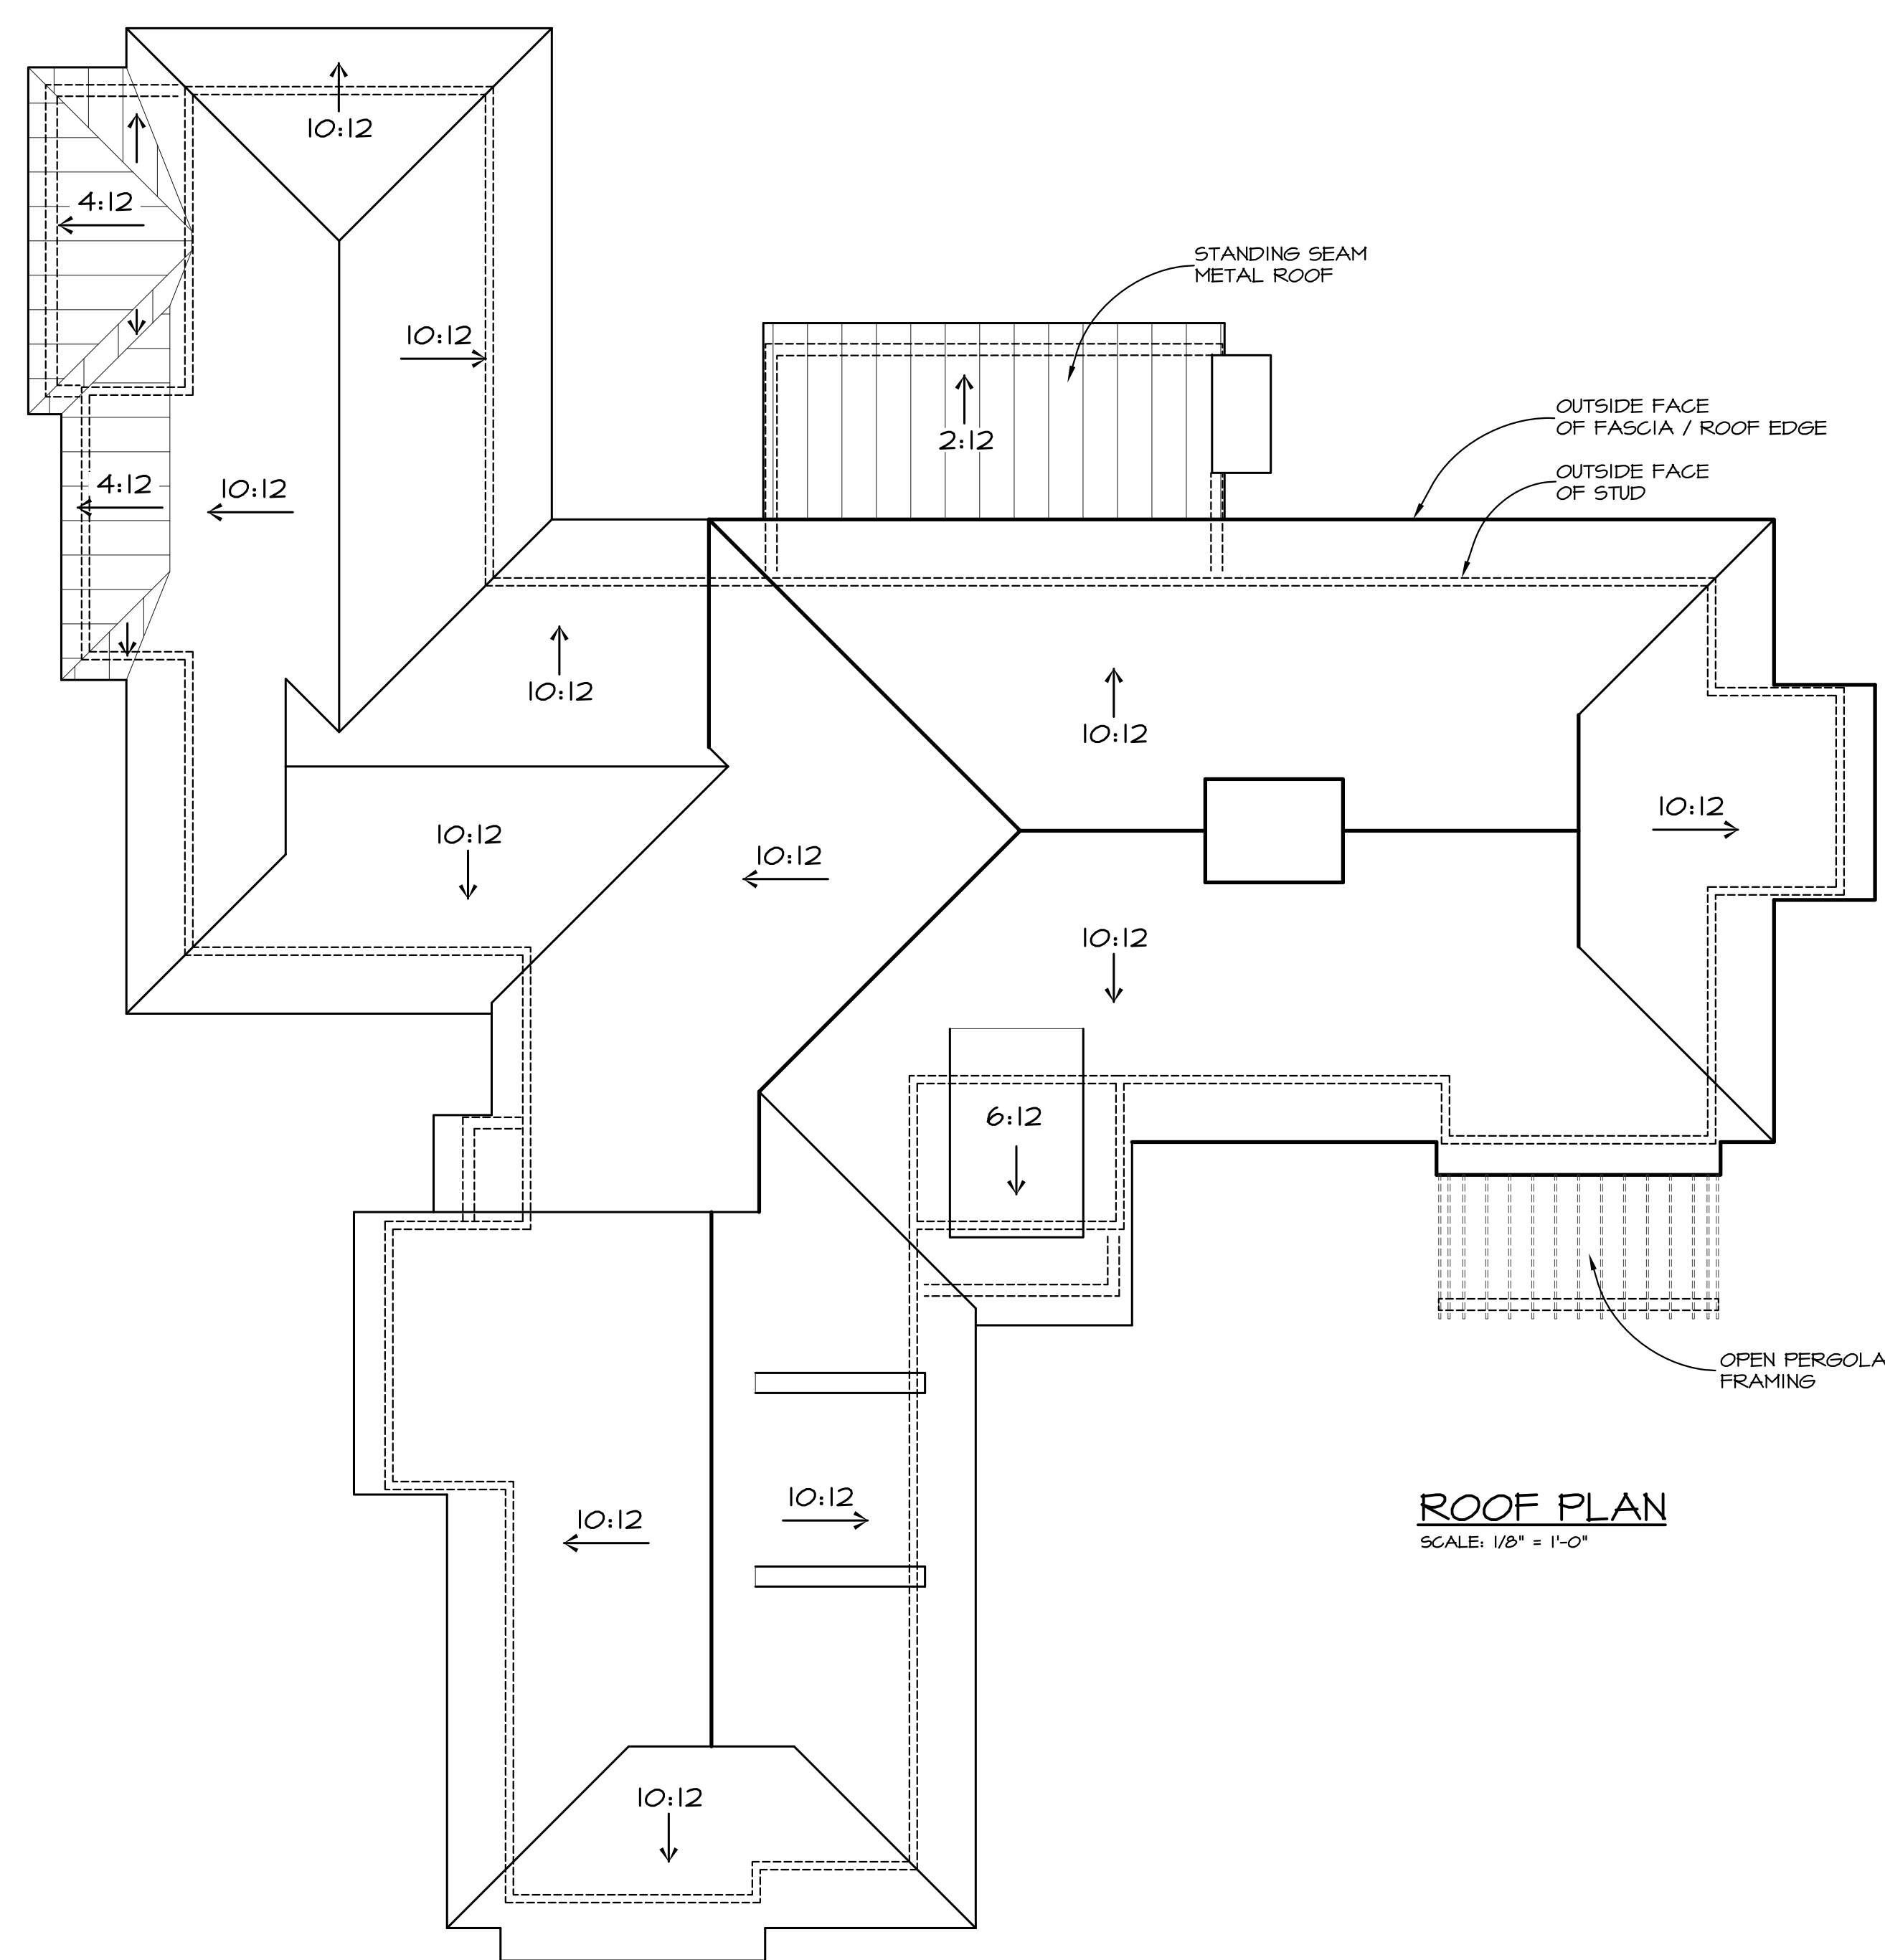 10:12
4:12
STANDING SEAM
METAL ROOF
10:12
OUTSIDE FACE
OF FASCIA / ROOF EDGE
2:12
OUTSIDE FACE
OF STUD
4:12
10:12
10:12
10:12
10:12
10:12
10:12
10:12
6:12
OPEN PERGOLA
FRAMING
10:12
10:12
ROOF PLAN
SCALE: 1/8" = 1'-0"
10:12